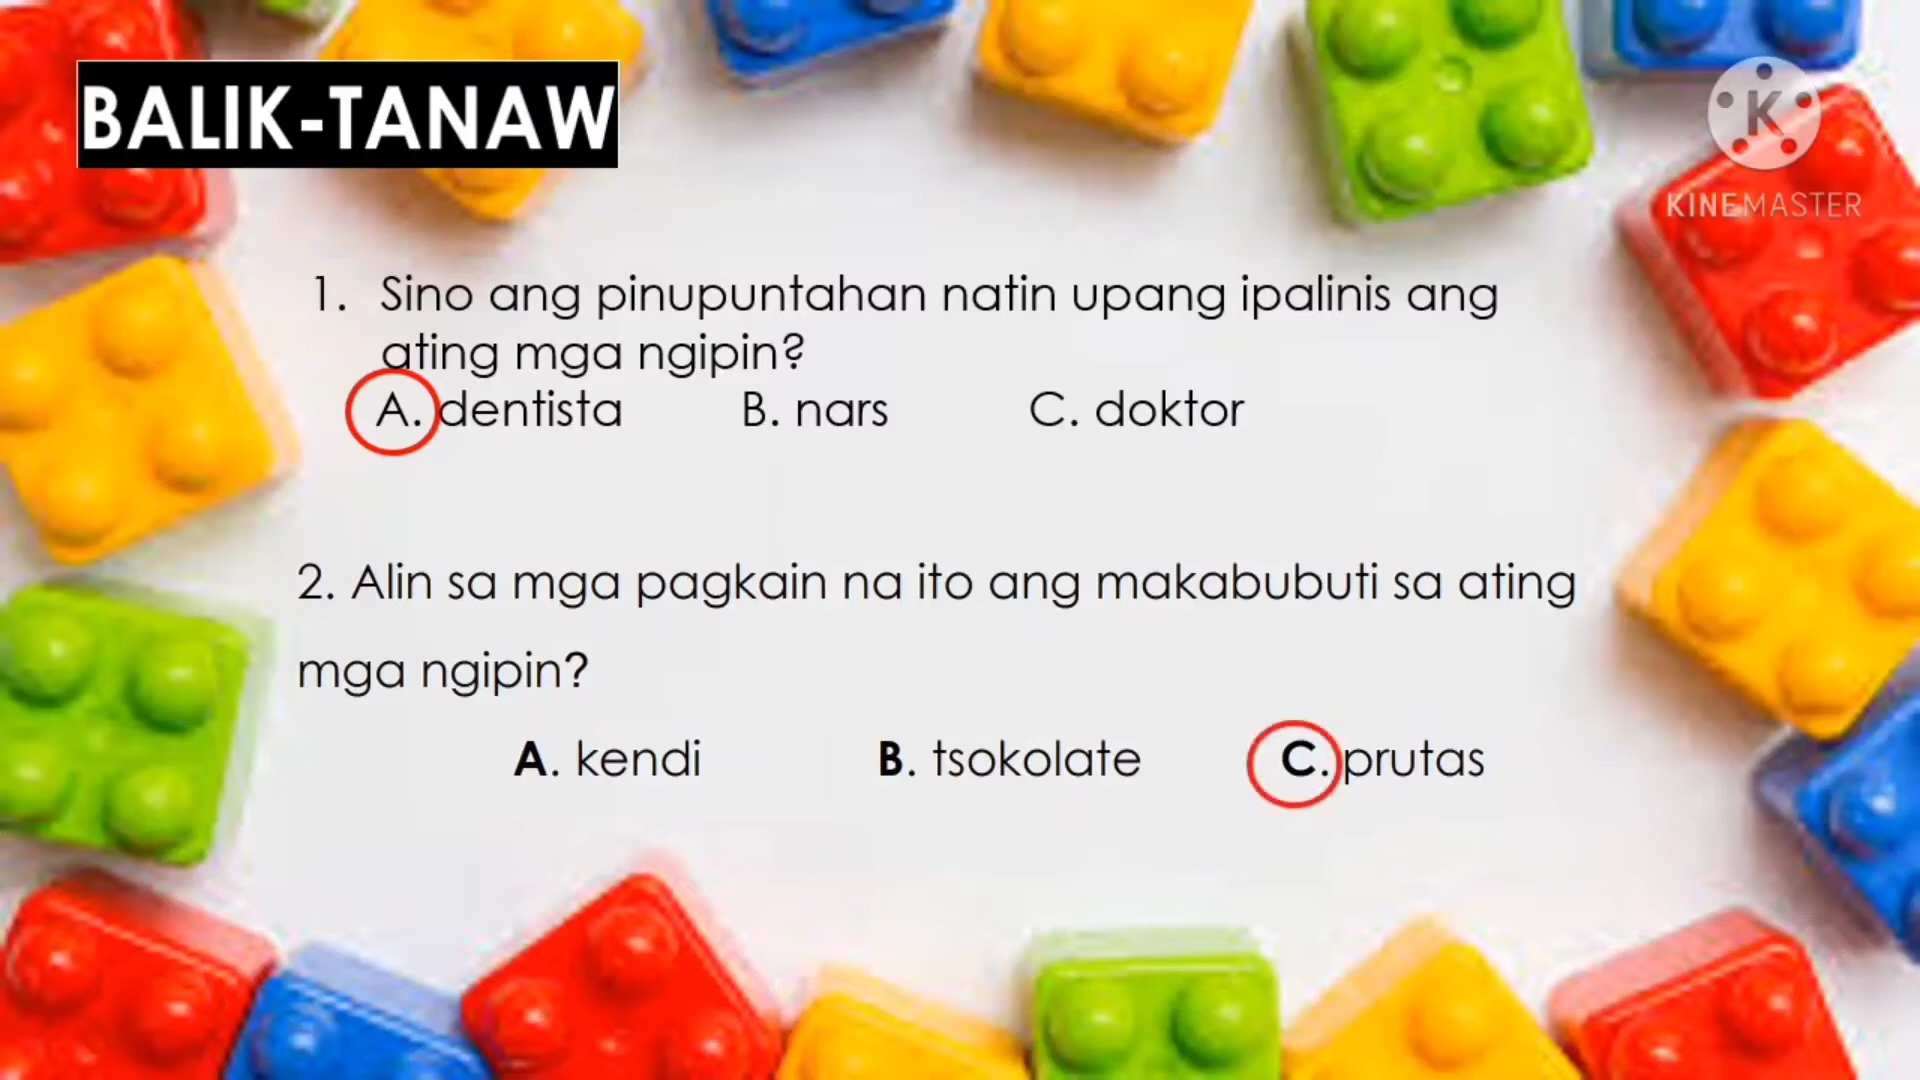 BALIK-TANAW
K
KINEMASTER
1. Sino ang pinupuntahan natin upang ipalinis ang
ating mga ngipin?
A. dentista B. nars C. doktor
2. Alin sa mga pagkain na ito ang makabubuti sa ating
mga ngipin?
A. kendi B. tsokolate C. prutas